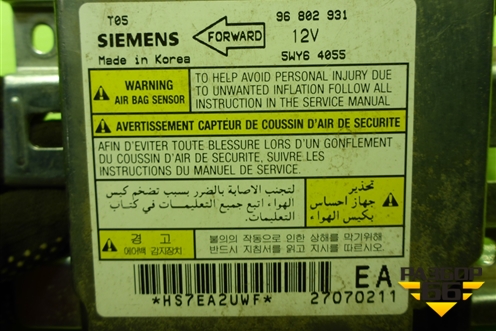 T05 96 802 931
SIEMENS FORWARD 12V
Made in Korea 5WY6 4055
WARNING
AIR BAG SENSOR
TO HELP AVOID PERSONAL INJURY DUE
TO UNWANTED INFLATION FOLLOW ALL
INSTRUCTION IN THE SERVICE MANUAL
AVERTISSEMENT CAPTEUR DE COUSSIN D'AIR DE SECURITE
AFIN D'EVITER TOUTE BLESSURE LORS D'UN GONFLEMENT
DU COUSSIN D'AIR DE SECURITE, SUIVRE LES
INSTRUCTIONS DU MANUEL DE SERVICE.
تحذير
جهاز احساس
بكيس الهواء
لتجنب الاصابة بالضرر بسبب تضخم كيس
الهواء اتبع جميع التعليمات في كتاب
التعليمات.
경 고
에어백 감지장치
불의의 작동으로 인한 상해를 막기위해
반드시 지침서를 읽고 지시를 따르십시오.
EA
*HS7EA2UWF* 27070211
РАЗБОР
66